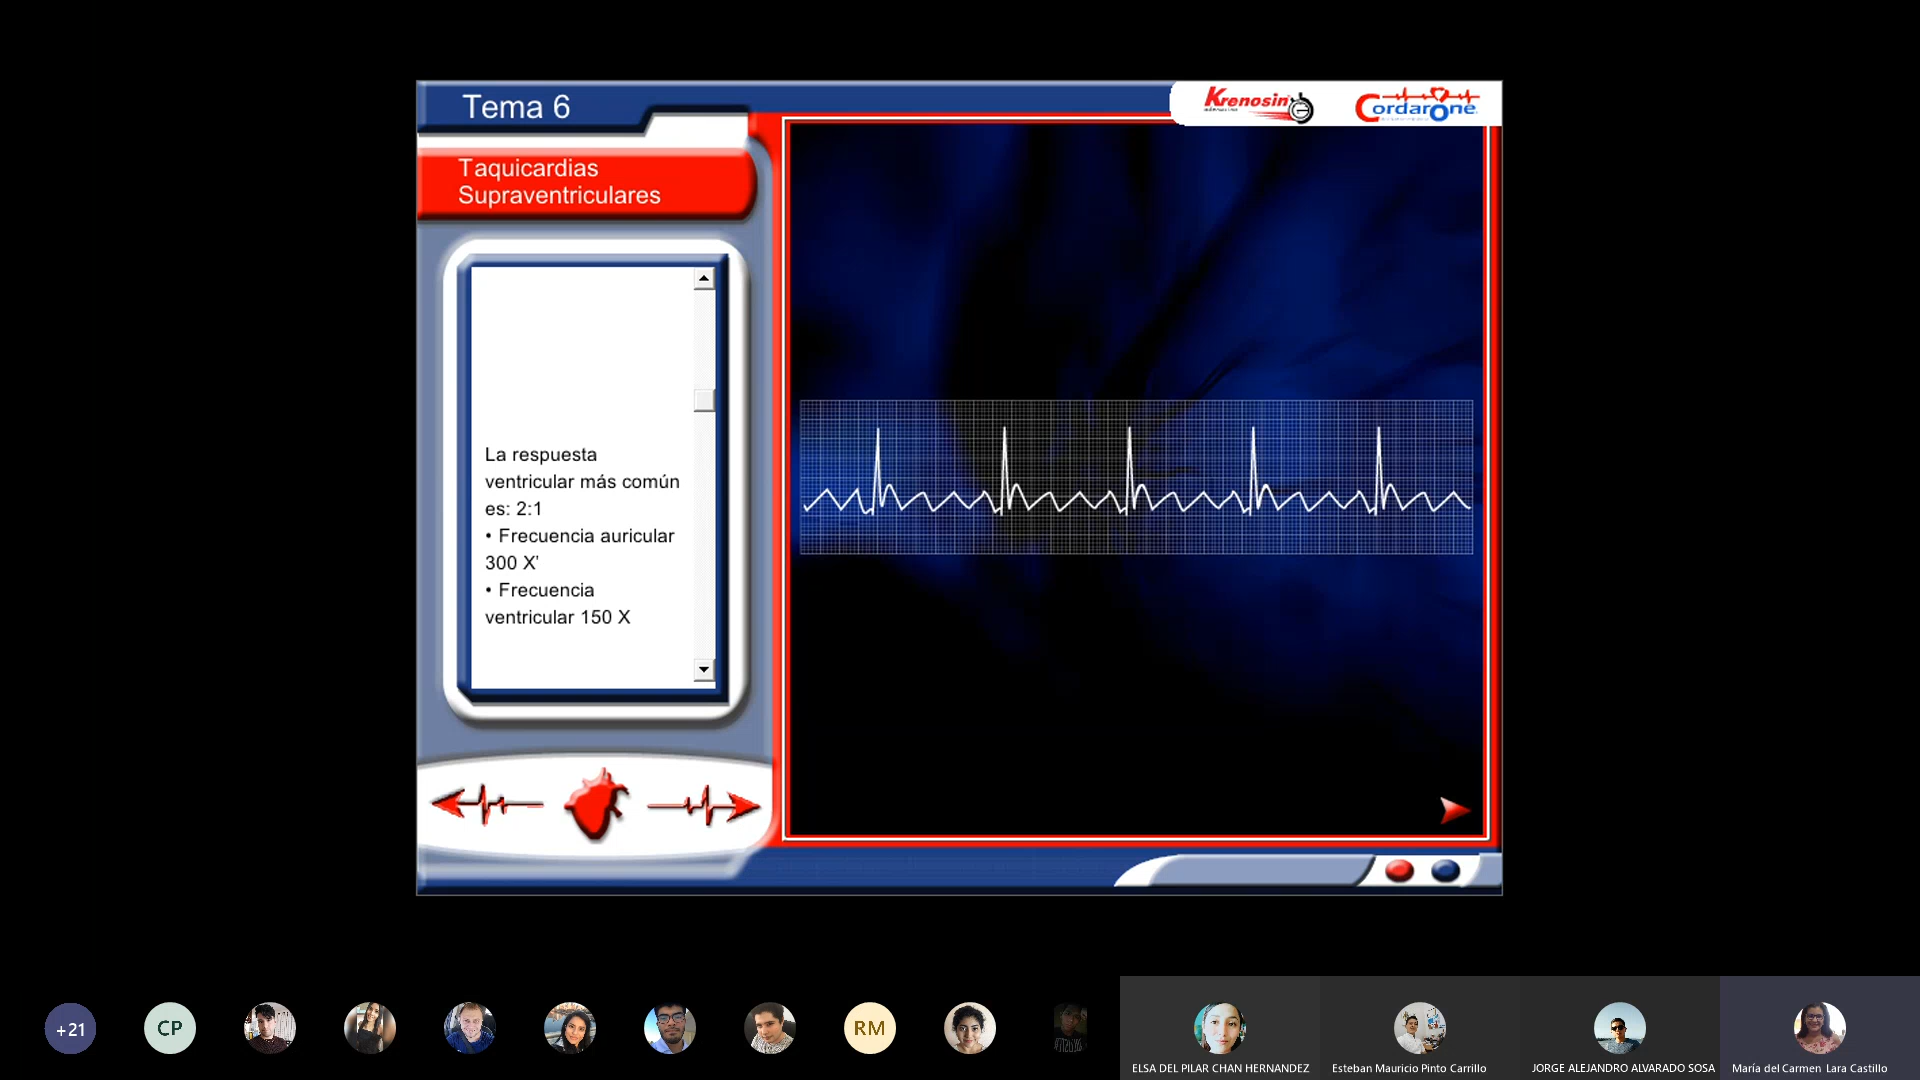 Tema 6
Krenosin
CordarOne
Taquicardias
Supraventriculares
La respuesta
ventricular más común
es: 2:1
• Frecuencia auricular
300 X'
• Frecuencia
ventricular 150 X
+21
CP
RM
ELSA DEL PILAR CHAN HERNANDEZ
Esteban Mauricio Pinto Carrillo
JORGE ALEJANDRO ALVARADO SOSA
María del Carmen Lara Castillo